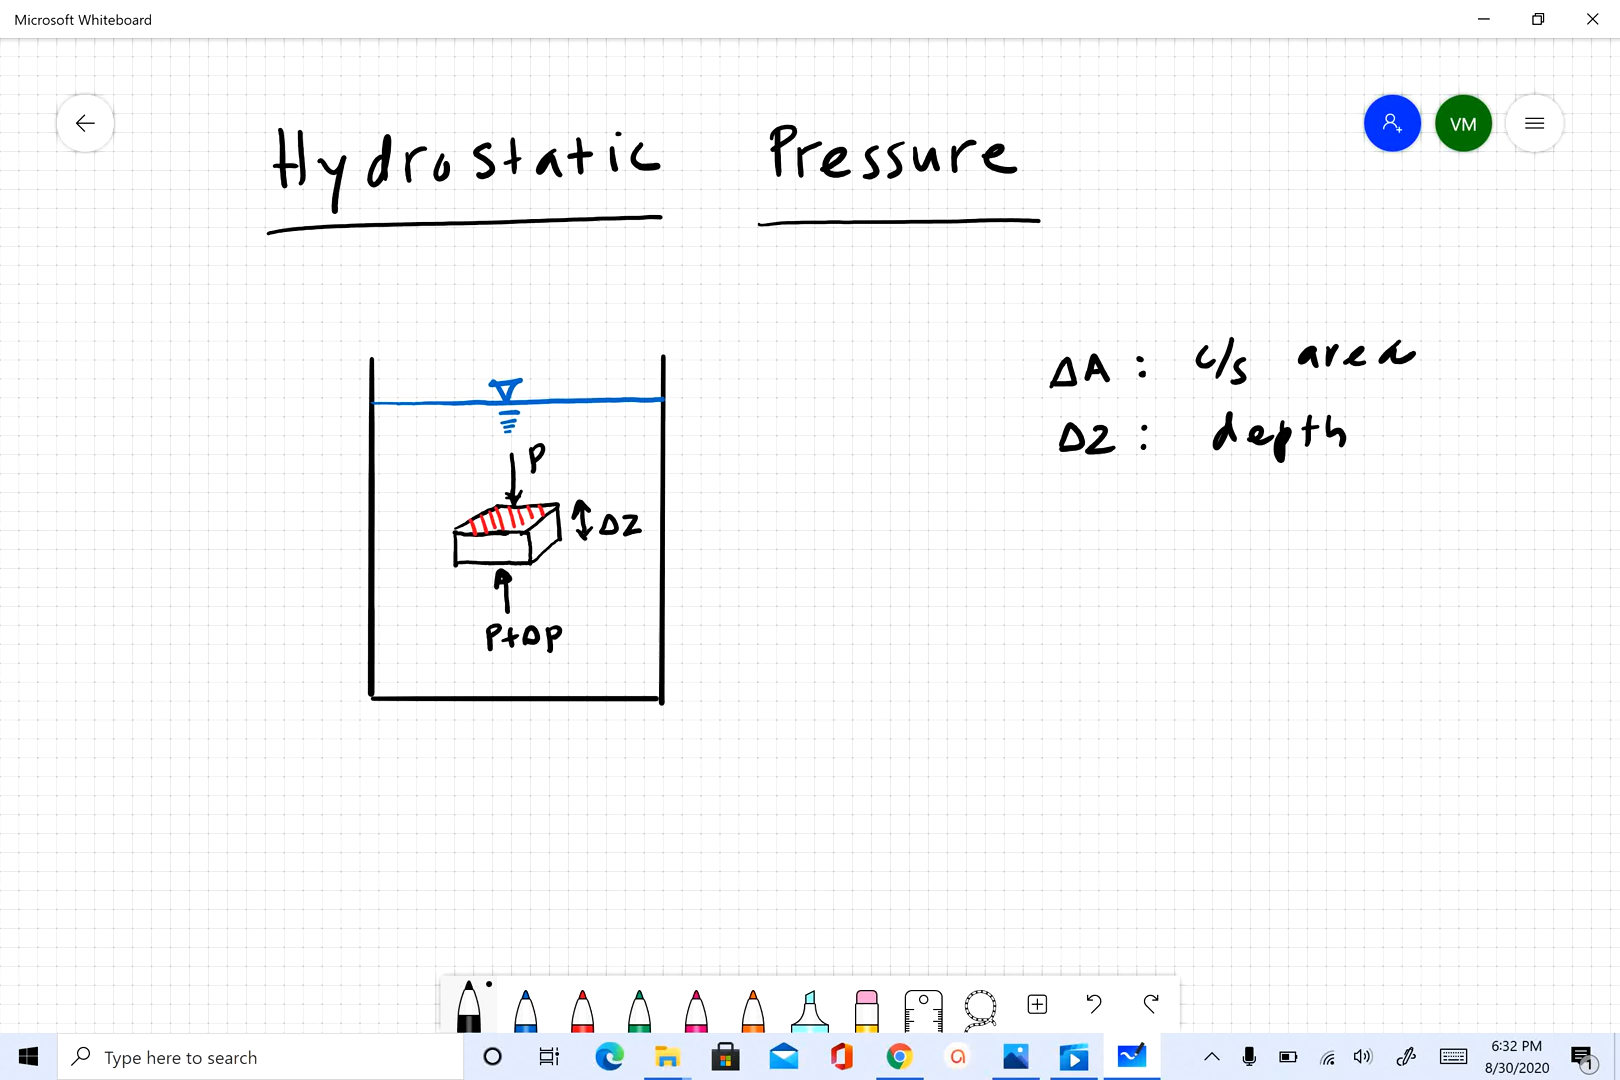 Microsoft Whiteboard
VM
Hydrostatic Pressure
ΔA : c/s area
ΔZ : depth
P
ΔZ
P+ΔP
Type here to search
6:32 PM
8/30/2020
1